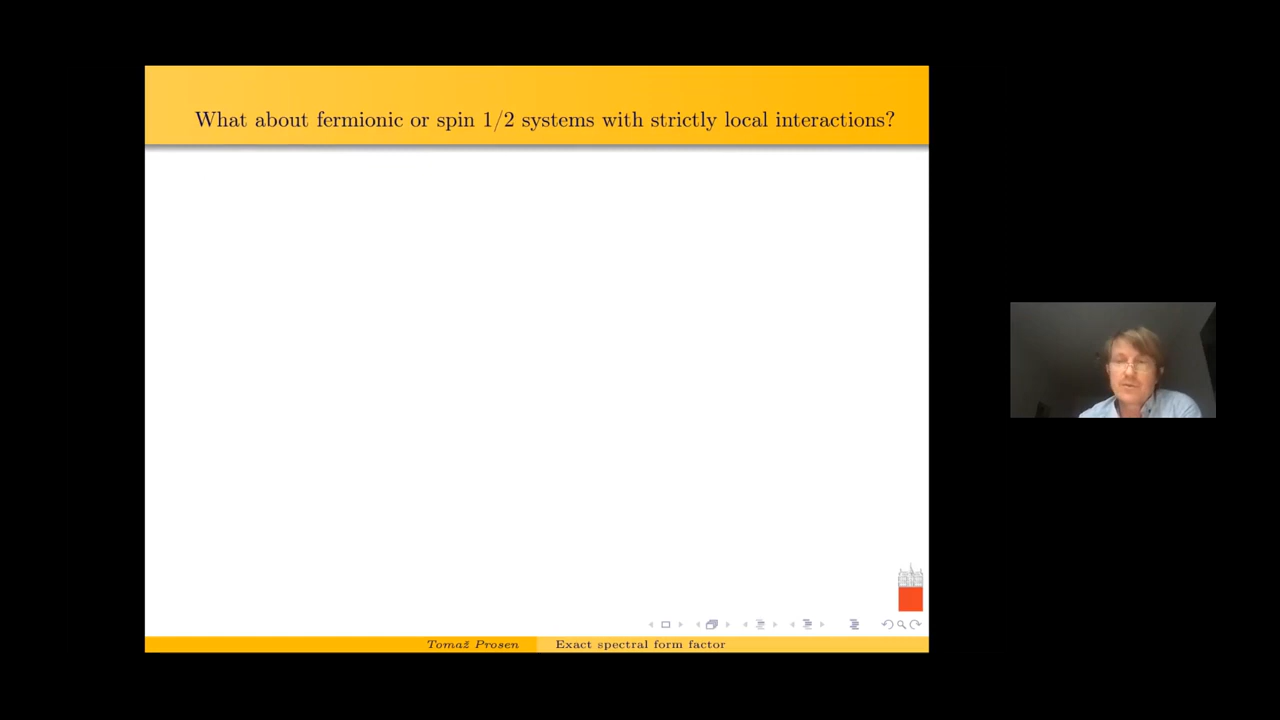 What about fermionic or spin 1/2 systems with strictly local interactions?
Tomaž Prosen
Exact spectral form factor